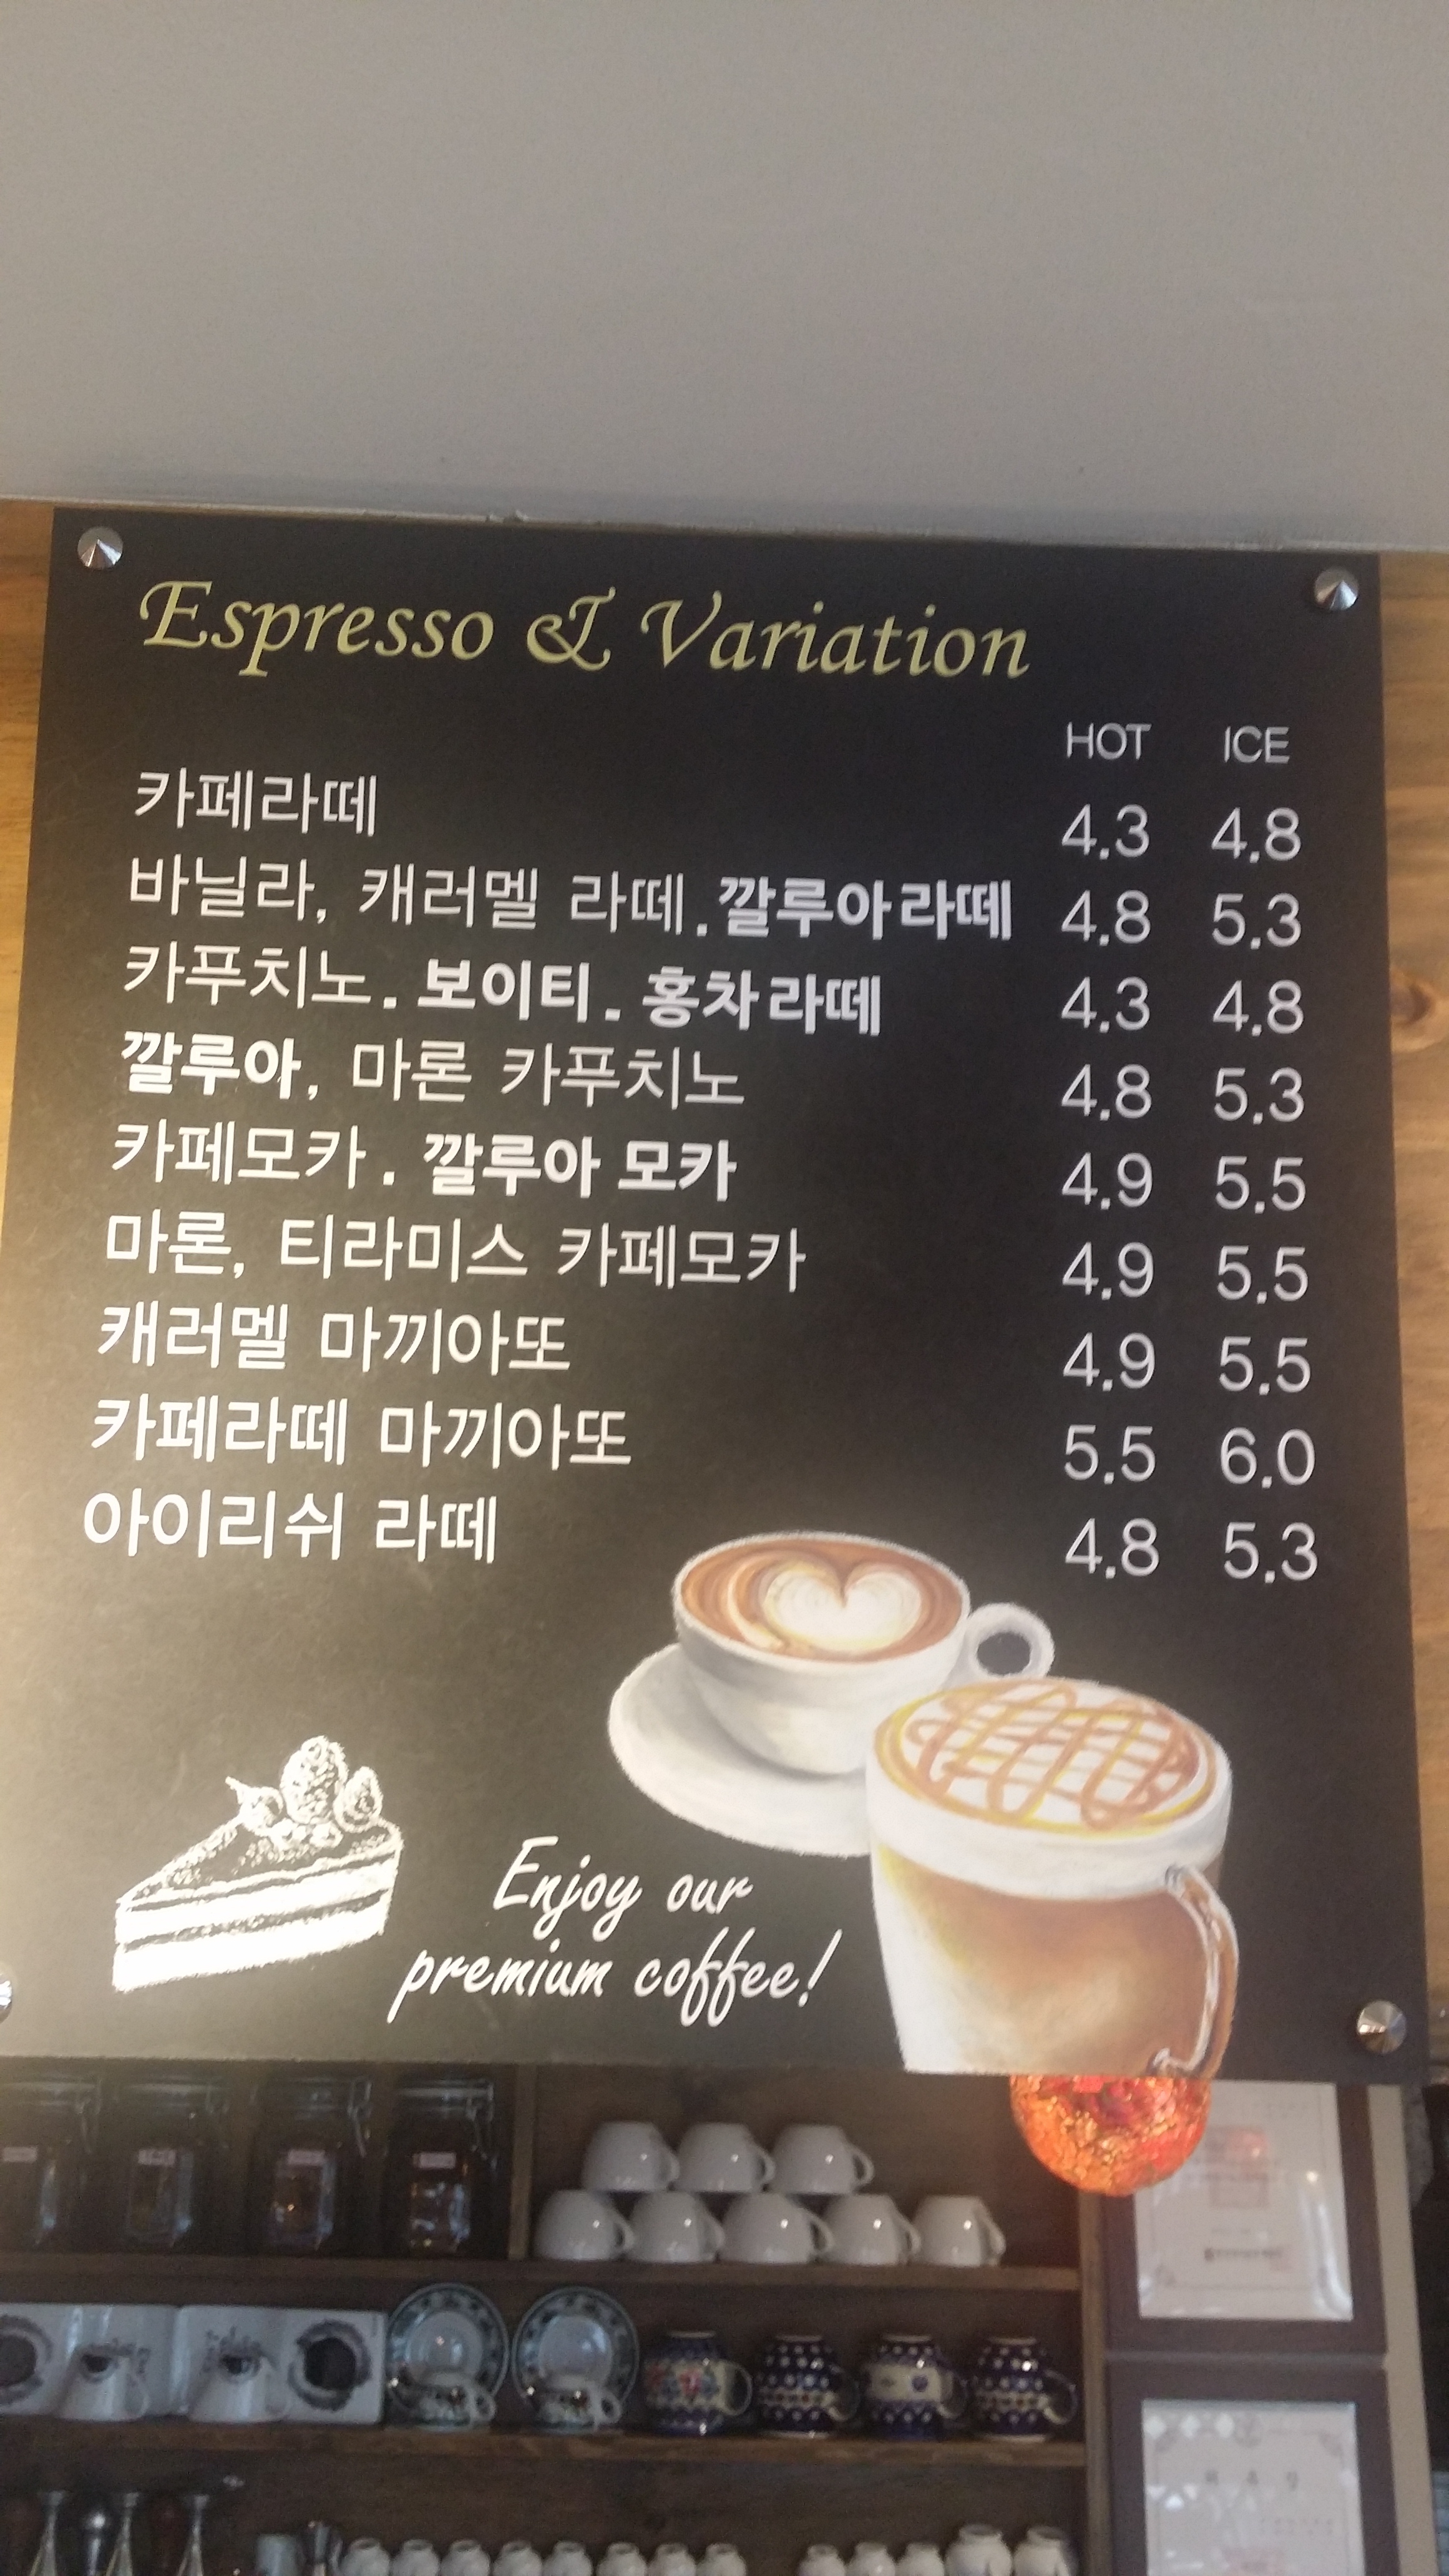 Espresso & Variation
HOT ICE
카페라떼 4.3 4.8
바닐라, 캐러멜 라떼.깔루아라떼 4.8 5.3
카푸치노. 보이티. 홍차라떼 4.3 4.8
깔루아, 마론 카푸치노 4.8 5.3
카페모카. 깔루아 모카 4.9 5.5
마론, 티라미스 카페모카 4.9 5.5
캐러멜 마끼아또 4.9 5.5
카페라떼 마끼아또 5.5 6.0
아이리쉬 라떼 4.8 5.3
Enjoy our
premium coffee!